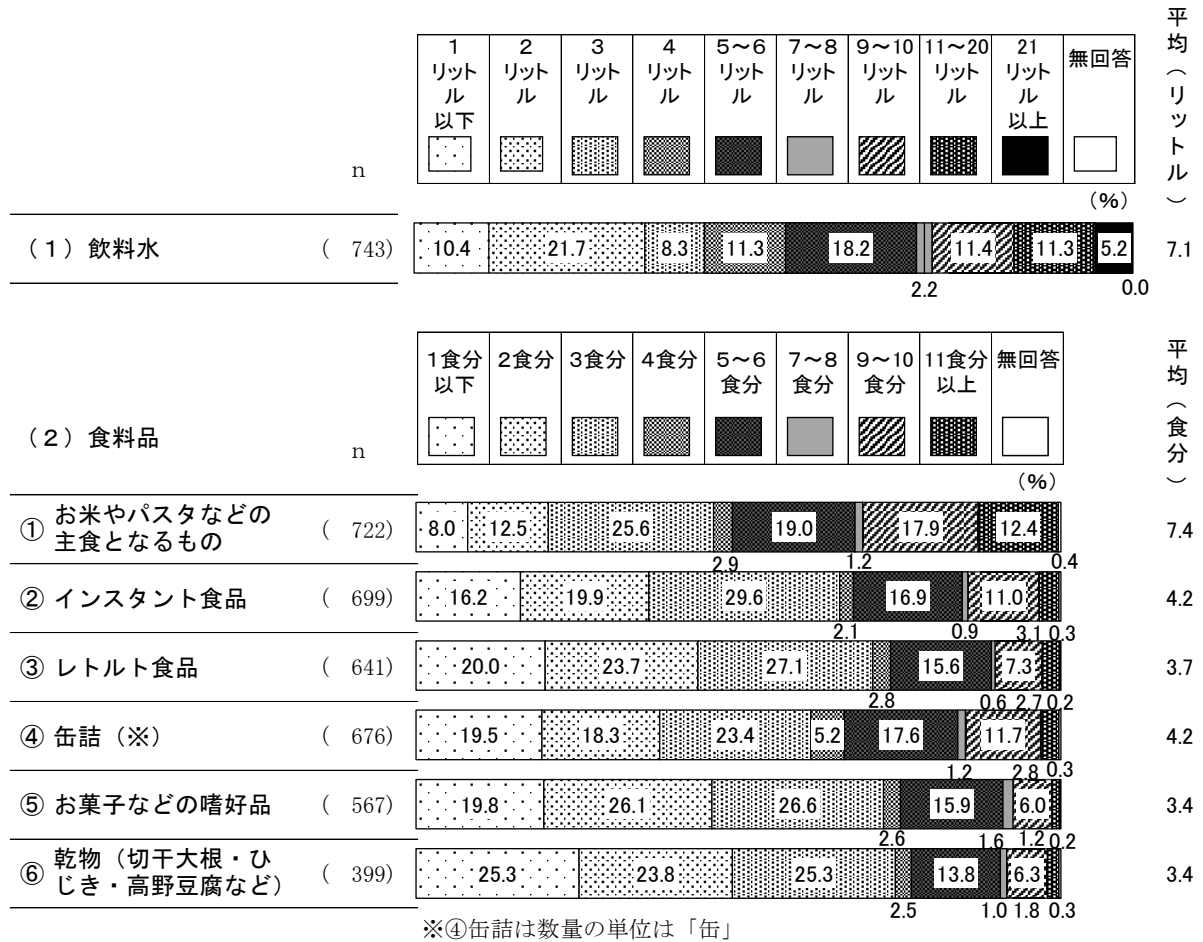 平均（リットル）
1リットル以下 2リットル 3リットル 4リットル 5～6リットル 7～8リットル 9～10リットル 11～20リットル 21リットル以上 無回答
n
（%）
（1）飲料水 （ 743） 10.4 21.7 8.3 11.3 18.2 11.4 11.3 5.2 7.1
2.2 0.0
平均（食分）
1食分以下 2食分 3食分 4食分 5～6食分 7～8食分 9～10食分 11食分以上 無回答
（2）食料品 n
（%）
① お米やパスタなどの
主食となるもの （ 722） 8.0 12.5 25.6 19.0 17.9 12.4 7.4
2.9 1.2 0.4
② インスタント食品 （ 699） 16.2 19.9 29.6 16.9 11.0 4.2
2.1 0.9 3.1 0.3
③ レトルト食品 （ 641） 20.0 23.7 27.1 15.6 7.3 3.7
2.8 0.6 2.7 0.2
④ 缶詰（※） （ 676） 19.5 18.3 23.4 5.2 17.6 11.7 4.2
1.2 2.8 0.3
⑤ お菓子などの嗜好品 （ 567） 19.8 26.1 26.6 15.9 6.0 3.4
2.6 1.6 1.2 0.2
⑥ 乾物（切干大根・ひ
じき・高野豆腐など） （ 399） 25.3 23.8 25.3 13.8 6.3 3.4
2.5 1.0 1.8 0.3
※④缶詰は数量の単位は「缶」